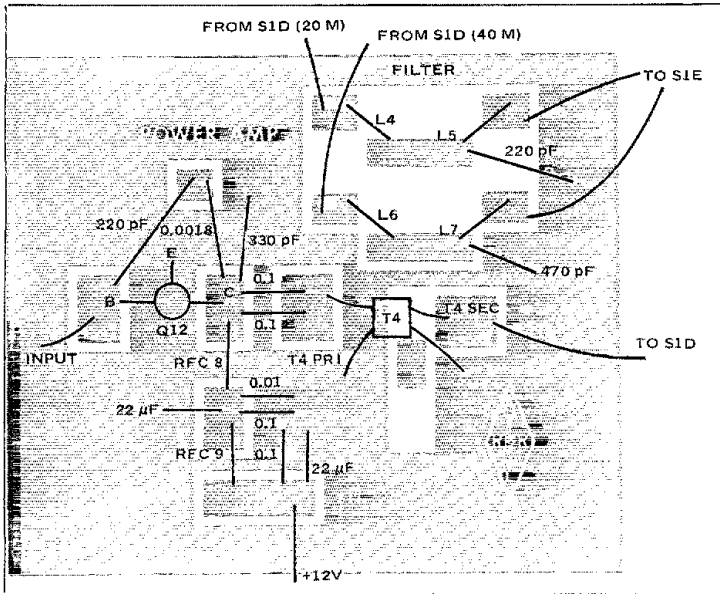 FROM S1D (20 M)
FROM S1D (40 M)
FILTER
TO S1E
L4
L5
POWER AMP
220 pF
220 pF
0.0018
330 pF
L6
L7
E
470 pF
B
C
0.1
Q12
0.1
T4
T4 SEC
INPUT
RFC 8
T4 PRI
TO S1D
0.01
22 µF
0.1
RFC 9
0.1
22 µF
+12V